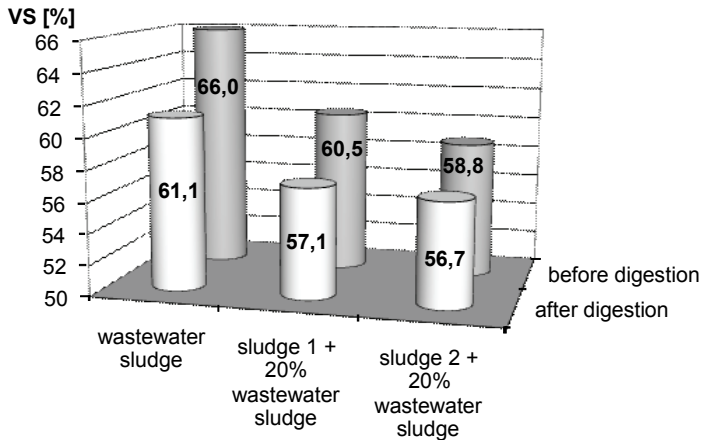 VS [%]
66
64
62
60
58
56
54
52
50
66,0
60,5
58,8
61,1
57,1
56,7
before digestion
after digestion
wastewater
sludge
sludge 1 +
20%
wastewater
sludge
sludge 2 +
20%
wastewater
sludge